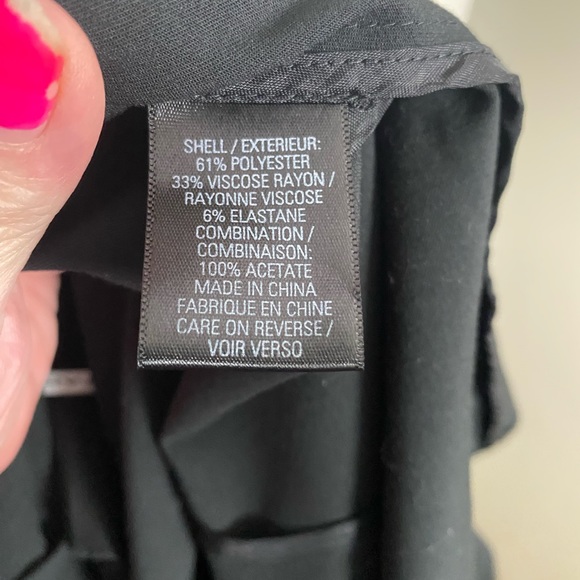 SHELL / EXTERIEUR:
61% POLYESTER
33% VISCOSE RAYON /
RAYONNE VISCOSE
6% ELASTANE
COMBINATION /
COMBINAISON:
100% ACETATE
MADE IN CHINA
FABRIQUE EN CHINE
CARE ON REVERSE /
VOIR VERSO